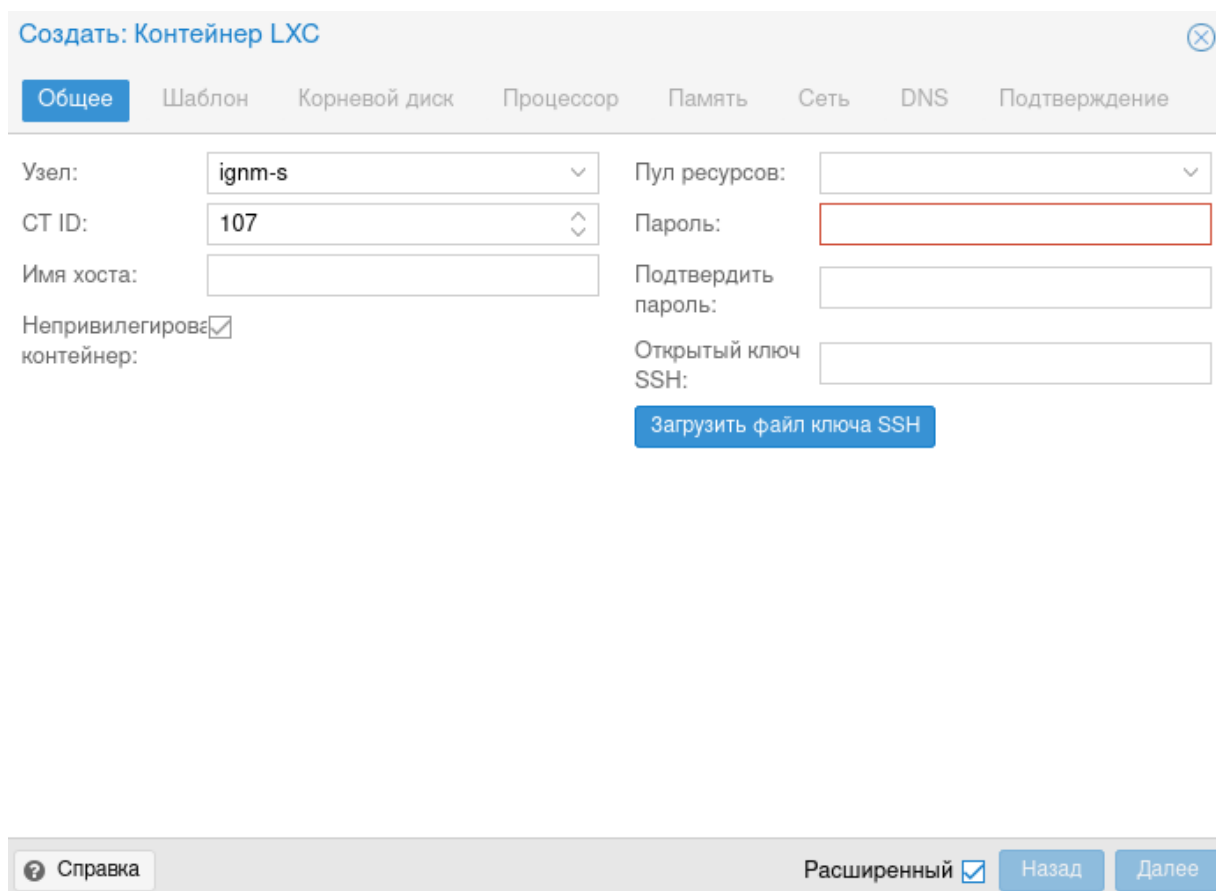 Создать: Контейнер LXC
Общее Шаблон Корневой диск Процессор Память Сеть DNS Подтверждение
Узел: ignm-s
CT ID: 107
Имя хоста:
Непривилегирова
контейнер:
Пул ресурсов:
Пароль:
Подтвердить
пароль:
Открытый ключ
SSH:
Загрузить файл ключа SSH
Справка
Расширенный Назад Далее